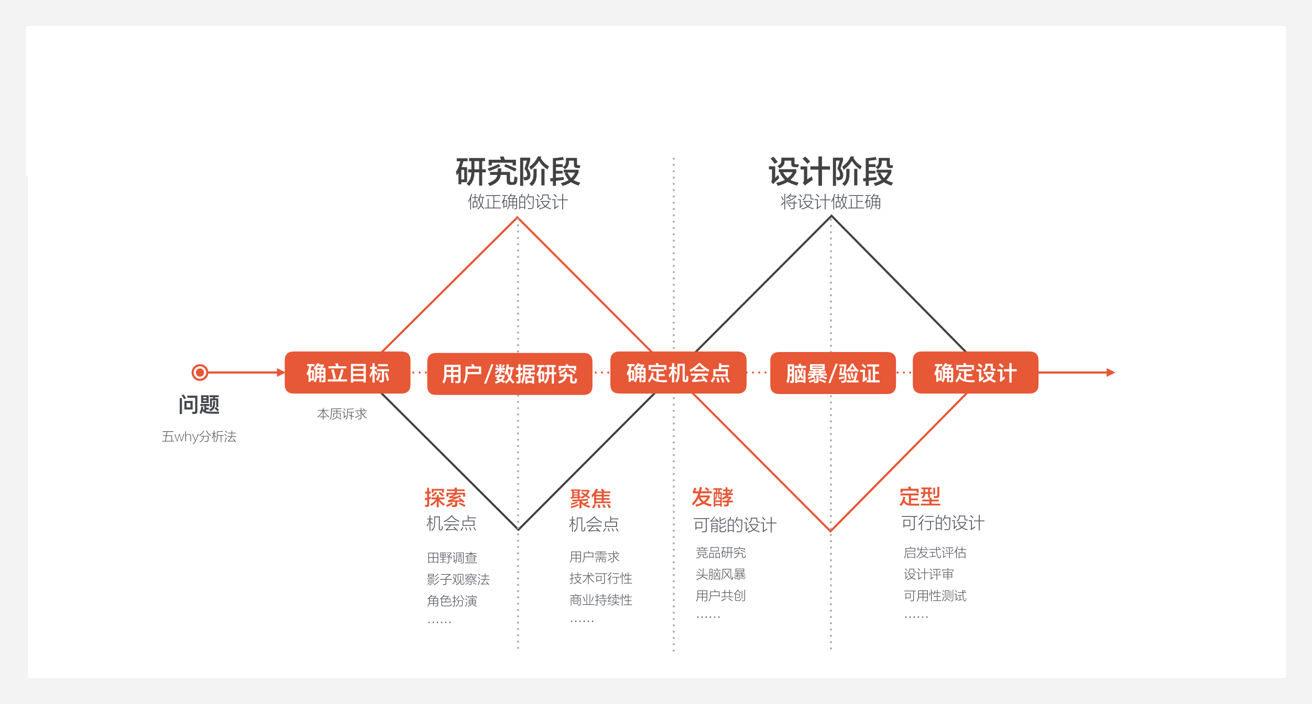 研究阶段
做正确的设计
设计阶段
将设计做正确
问题
五why分析法
确立目标
本质诉求
用户/数据研究
确定机会点
脑暴/验证
确定设计
探索
机会点
田野调查
影子观察法
角色扮演
……
聚焦
机会点
用户需求
技术可行性
商业持续性
……
发酵
可能的设计
竞品研究
头脑风暴
用户共创
……
定型
可行的设计
启发式评估
设计评审
可用性测试
……